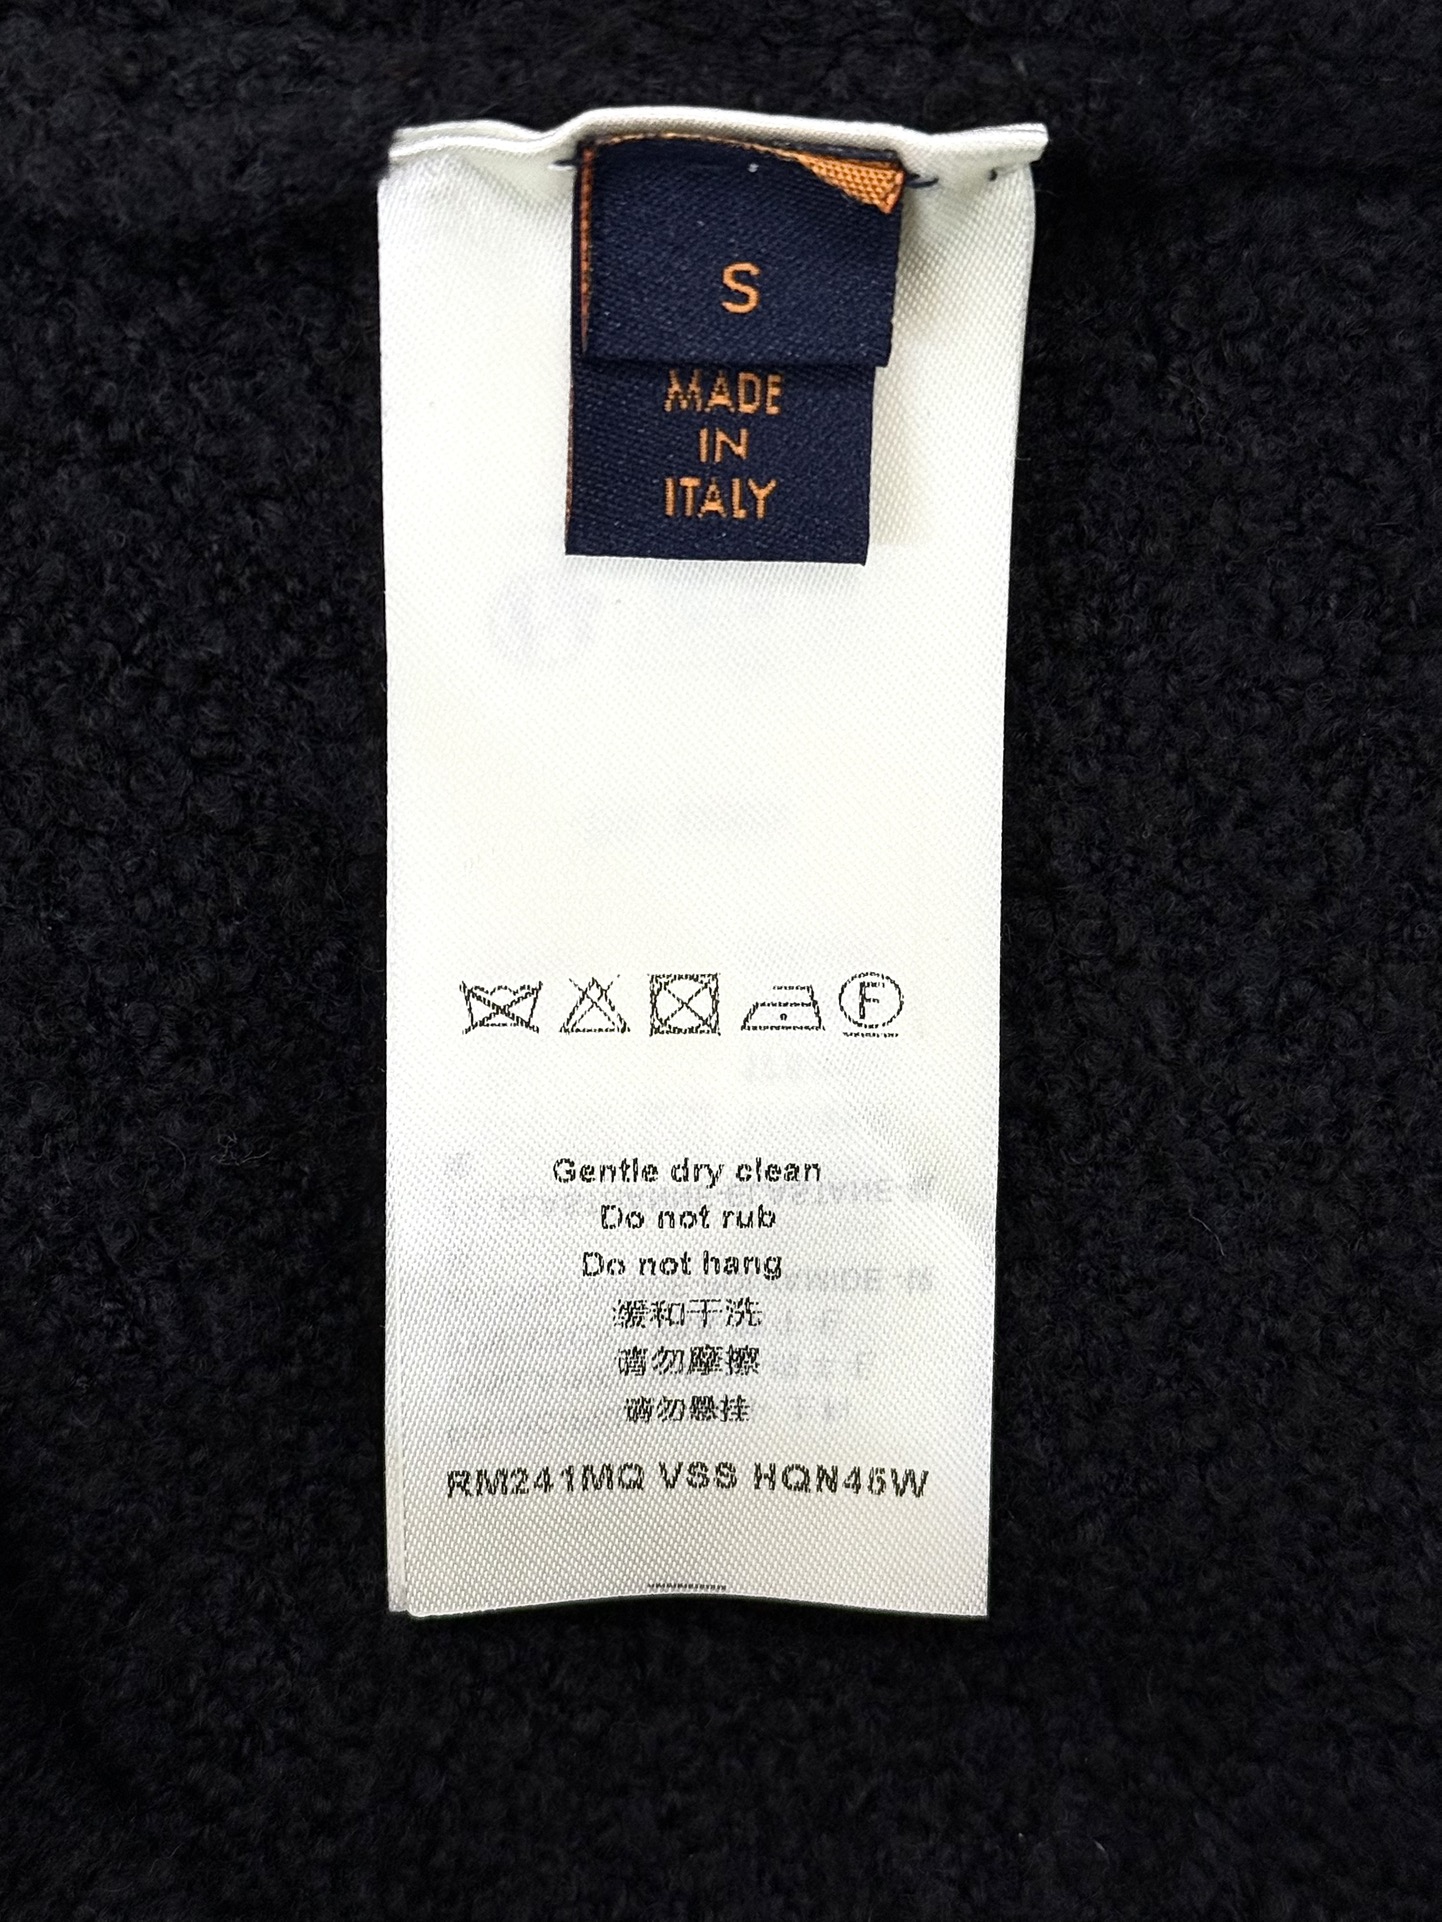 S
MADE
IN
ITALY
F
Gentle dry clean
Do not rub
Do not hang
缓和干洗
请勿摩擦
请勿悬挂
RM241MQ VSS HQN45W